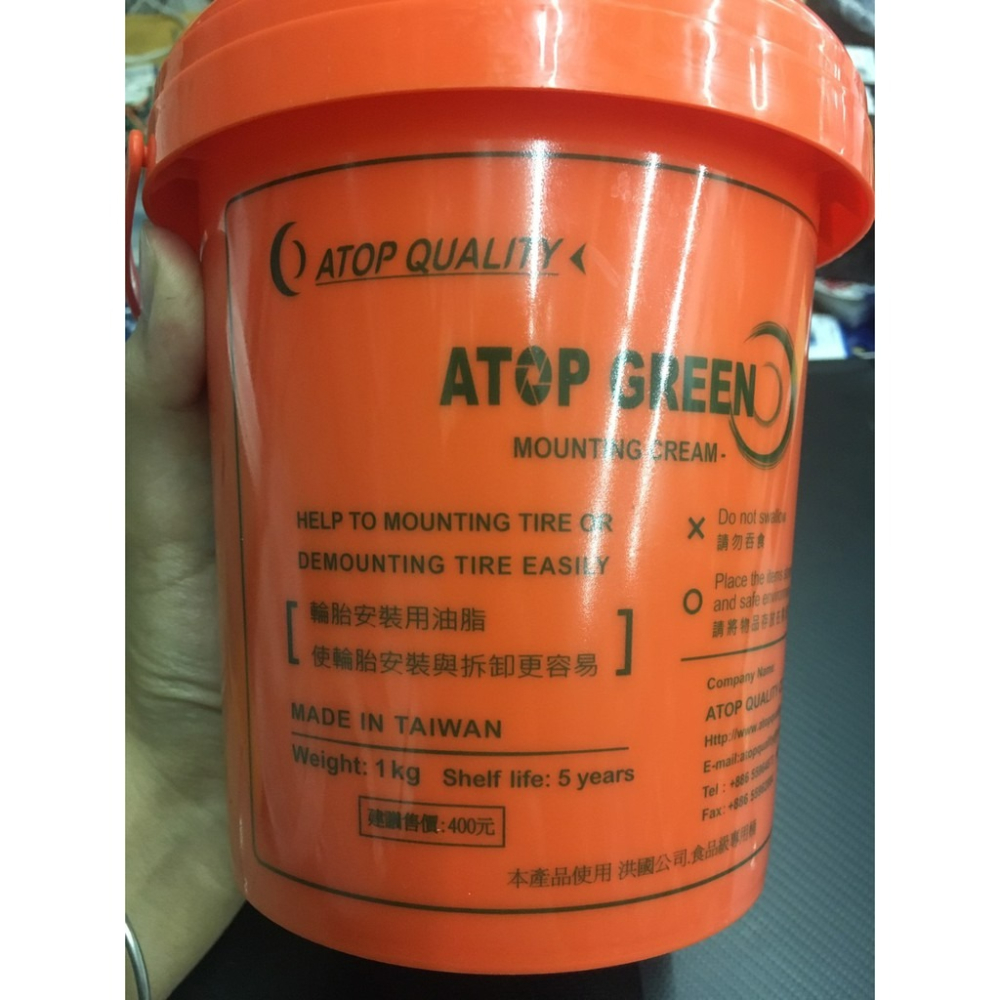 ATOP QUALITY
ATOP GREEN
MOUNTING CREAM-
HELP TO MOUNTING TIRE OR
DEMOUNTING TIRE EASILY
輪胎安裝用油脂
使輪胎安裝與拆卸更容易
MADE IN TAIWAN
Weight: 1kg Shelf life: 5 years
建議售價:400元
X Do not swallow
請勿吞食
O Place the items
and safe
請將物品
Company Name
ATOP QUALITY
Http://www.
E-mail:
Tel : +886
Fax: +886
本產品使用 洪國公司.食品級專用桶